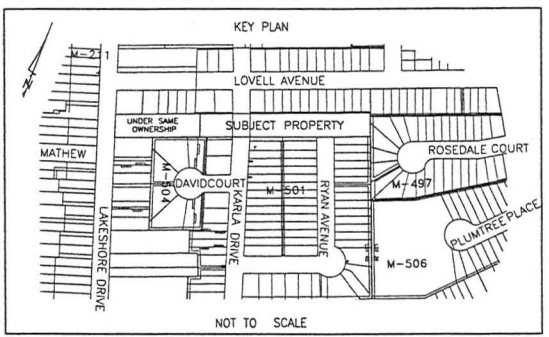 KEY PLAN
LOVELL AVENUE
UNDER SAME
OWNERSHIP
SUBJECT PROPERTY
MATHEW
M-504
DAVIDCOURT
M-501
ROSEDALE COURT
M-497
LAKESHORE DRIVE
KARLA DRIVE
RYAN AVENUE
PLUMTREE PLACE
M-506
NOT TO SCALE